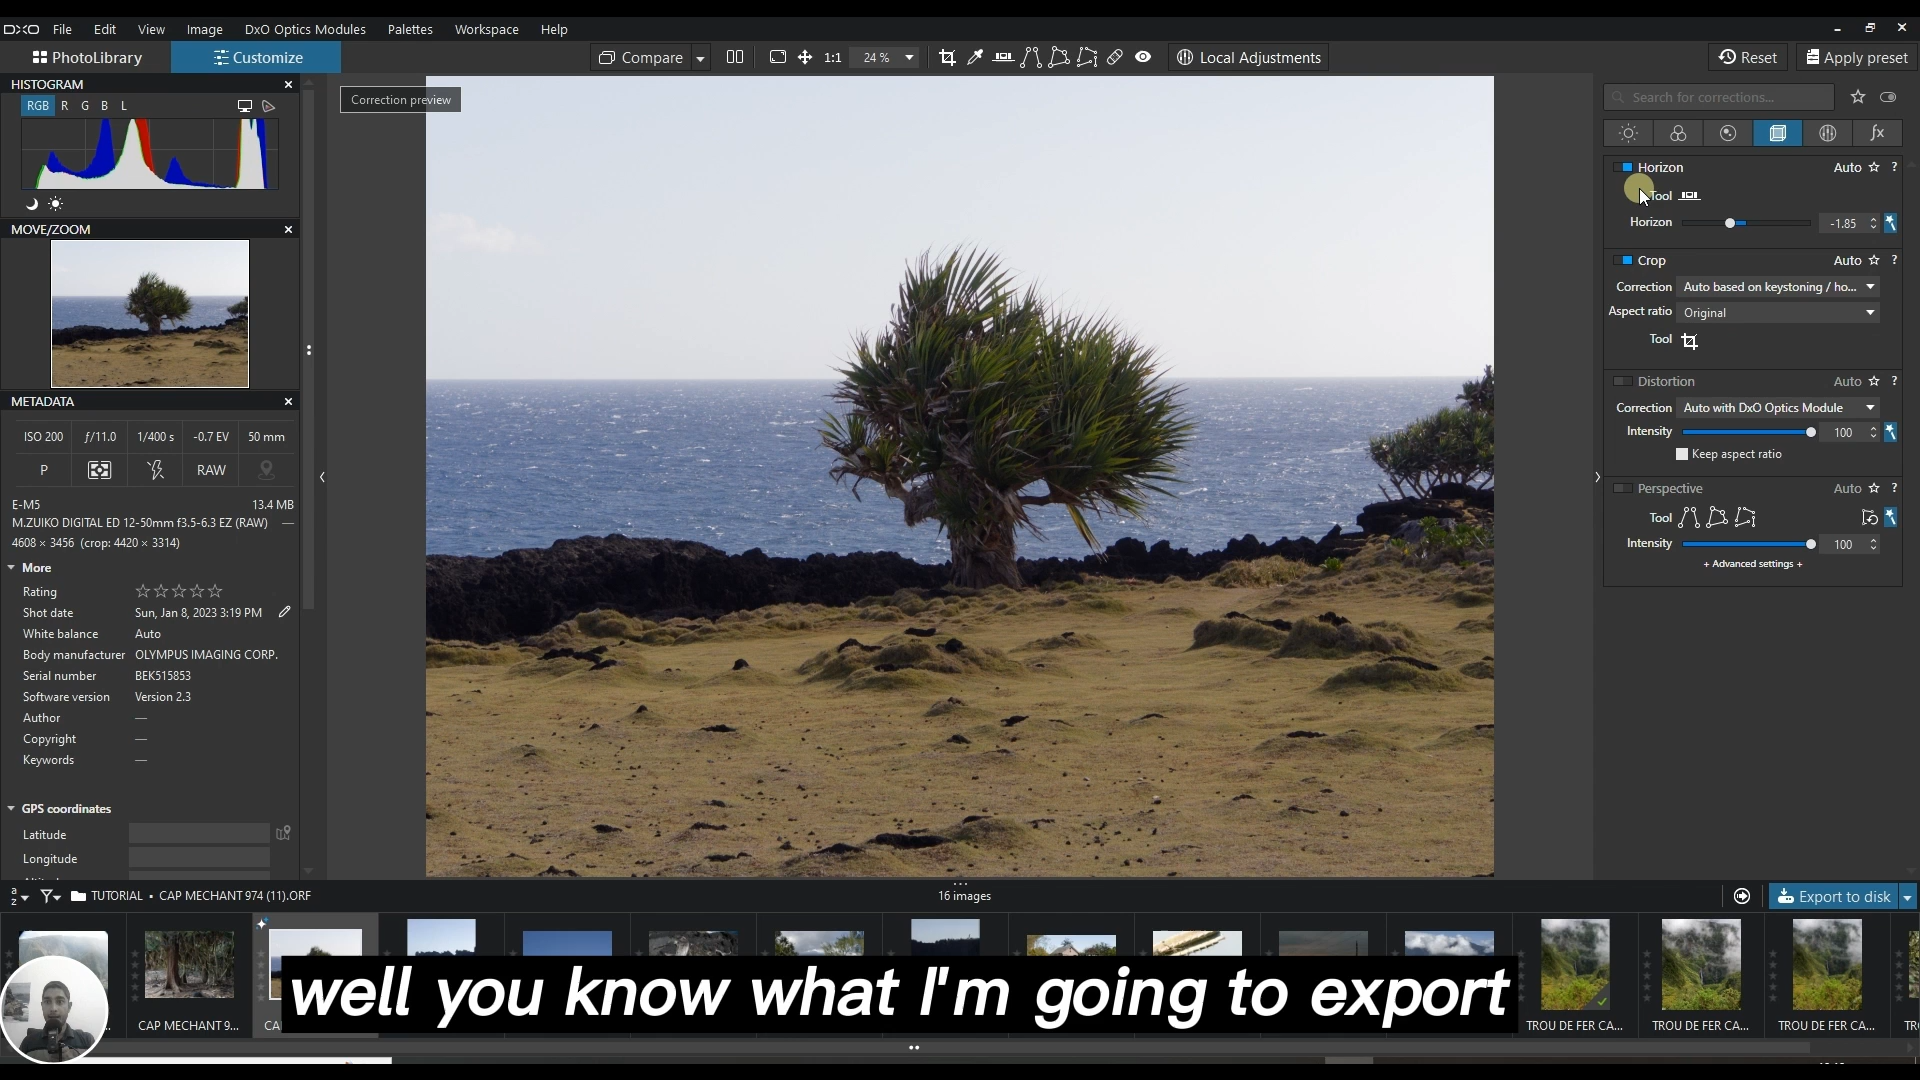 DXO File Edit View Image DxO Optics Modules Palettes Workspace Help
PhotoLibrary Customize Compare 1:1 24 % Local Adjustments Reset Apply preset
HISTOGRAM
RGB R G B L
MOVE/ZOOM
METADATA
ISO 200 ƒ/11.0 1/400 s -0.7 EV 50 mm
P RAW
E-M5 13.4 MB
M.ZUIKO DIGITAL ED 12-50mm f3.5-6.3 EZ (RAW) —
4608 × 3456 (crop: 4420 × 3314)
More
Rating
Shot date Sun, Jan 8, 2023 3:19 PM
White balance Auto
Body manufacturer OLYMPUS IMAGING CORP.
Serial number BEK515853
Software version Version 2.3
Author —
Copyright —
Keywords —
GPS coordinates
Latitude
Longitude
Correction preview
Search for corrections...
fx
Horizon Auto ?
Tool
Horizon -1.85
Crop Auto ?
Correction Auto based on keystoning / ho...
Aspect ratio Original
Tool
Distortion Auto ?
Correction Auto with DxO Optics Module
Intensity 100
Keep aspect ratio
Perspective Auto ?
Tool
Intensity 100
+ Advanced settings +
TUTORIAL • CAP MECHANT 974 (11).ORF 16 images Export to disk
CAP MECHANT 9... CA TROU DE FER CA... TROU DE FER CA... TROU DE FER CA...
well you know what I'm going to export